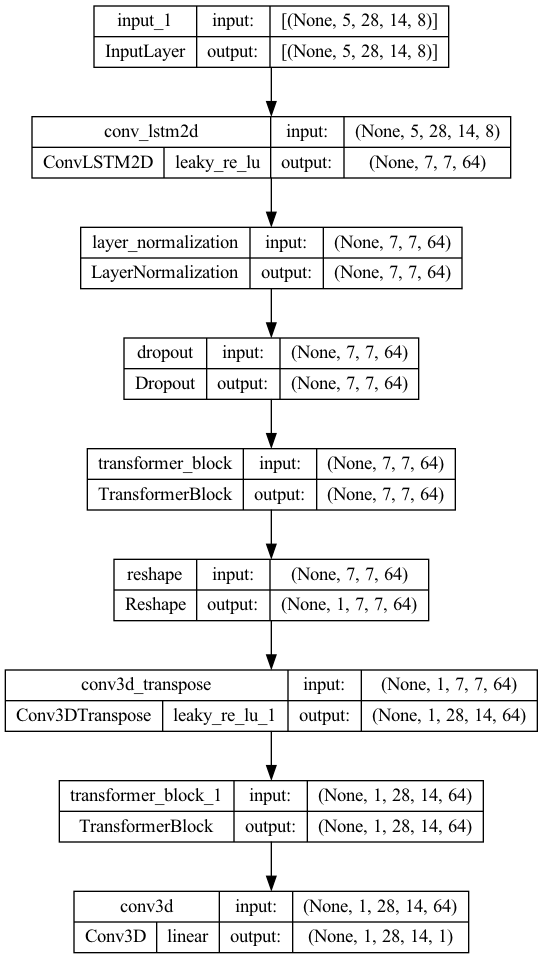 input_1 input: [(None, 5, 28, 14, 8)]
InputLayer output: [(None, 5, 28, 14, 8)]
conv_lstm2d input: (None, 5, 28, 14, 8)
ConvLSTM2D leaky_re_lu output: (None, 7, 7, 64)
layer_normalization input: (None, 7, 7, 64)
LayerNormalization output: (None, 7, 7, 64)
dropout input: (None, 7, 7, 64)
Dropout output: (None, 7, 7, 64)
transformer_block input: (None, 7, 7, 64)
TransformerBlock output: (None, 7, 7, 64)
reshape input: (None, 7, 7, 64)
Reshape output: (None, 1, 7, 7, 64)
conv3d_transpose input: (None, 1, 7, 7, 64)
Conv3DTranspose leaky_re_lu_1 output: (None, 1, 28, 14, 64)
transformer_block_1 input: (None, 1, 28, 14, 64)
TransformerBlock output: (None, 1, 28, 14, 64)
conv3d input: (None, 1, 28, 14, 64)
Conv3D linear output: (None, 1, 28, 14, 1)